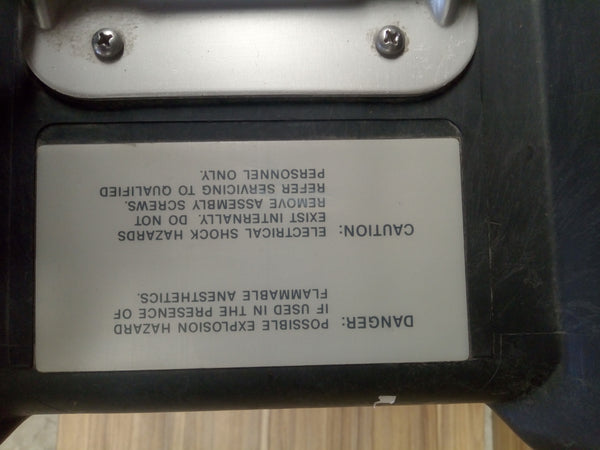 DANGER: POSSIBLE EXPLOSION HAZARD
IF USED IN THE PRESENCE OF
FLAMMABLE ANESTHETICS.
CAUTION: ELECTRICAL SHOCK HAZARDS
EXIST INTERNALLY. DO NOT
REMOVE ASSEMBLY SCREWS.
REFER SERVICING TO QUALIFIED
PERSONNEL ONLY.